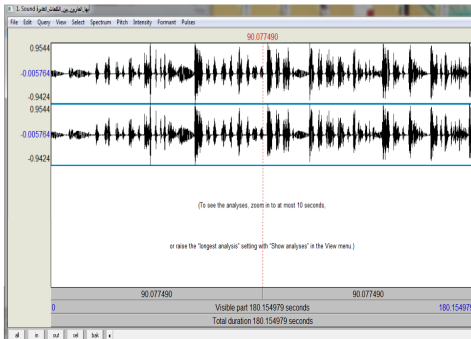 1. Sound أيها_الفارين_من_الكلمات_العابرة
File Edit Query View Select Spectrum Pitch Intensity Formant Pulses
90.077490
0.9544
-0.005764
-0.9424
0.9544
-0.005764
-0.9424
(To see the analyses, zoom in to at most 10 seconds,
or raise the "longest analysis" setting with "Show analyses" in the View menu.)
90.077490 90.077490
0 Visible part 180.154979 seconds 180.154979
Total duration 180.154979 seconds
all in out sel bak